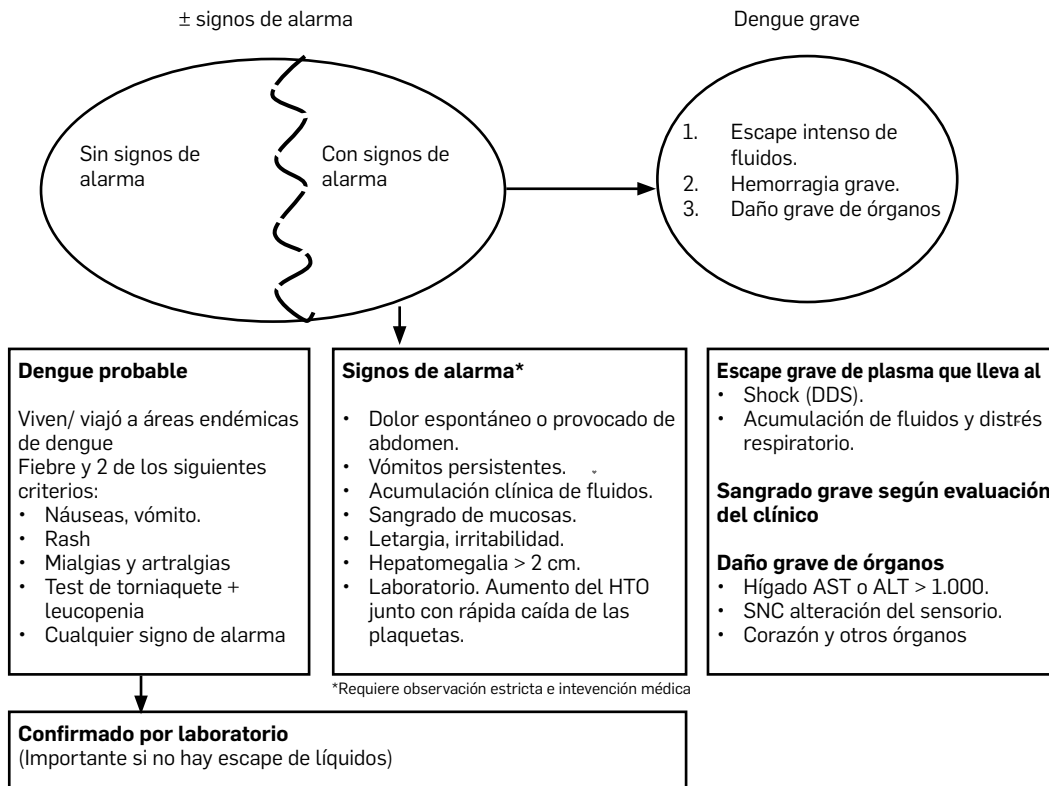 ± signos de alarma
Dengue grave
Sin signos de
alarma
Con signos de
alarma
1. Escape intenso de
fluidos.
2. Hemorragia grave.
3. Daño grave de órganos
Dengue probable
Viven/ viajó a áreas endémicas
de dengue
Fiebre y 2 de los siguientes
criterios:
• Náuseas, vómito.
• Rash
• Mialgias y artralgias
• Test de torniaquete +
leucopenia
• Cualquier signo de alarma
Signos de alarma*
• Dolor espontáneo o provocado de
abdomen.
• Vómitos persistentes.
• Acumulación clínica de fluidos.
• Sangrado de mucosas.
• Letargia, irritabilidad.
• Hepatomegalia > 2 cm.
• Laboratorio. Aumento del HTO
junto con rápida caída de las
plaquetas.
*Requiere observación estricta e intevención médica
Escape grave de plasma que lleva al
• Shock (DDS).
• Acumulación de fluidos y distrés
respiratorio.
Sangrado grave según evaluación
del clínico
Daño grave de órganos
• Hígado AST o ALT > 1.000.
• SNC alteración del sensorio.
• Corazón y otros órganos
Confirmado por laboratorio
(Importante si no hay escape de líquidos)